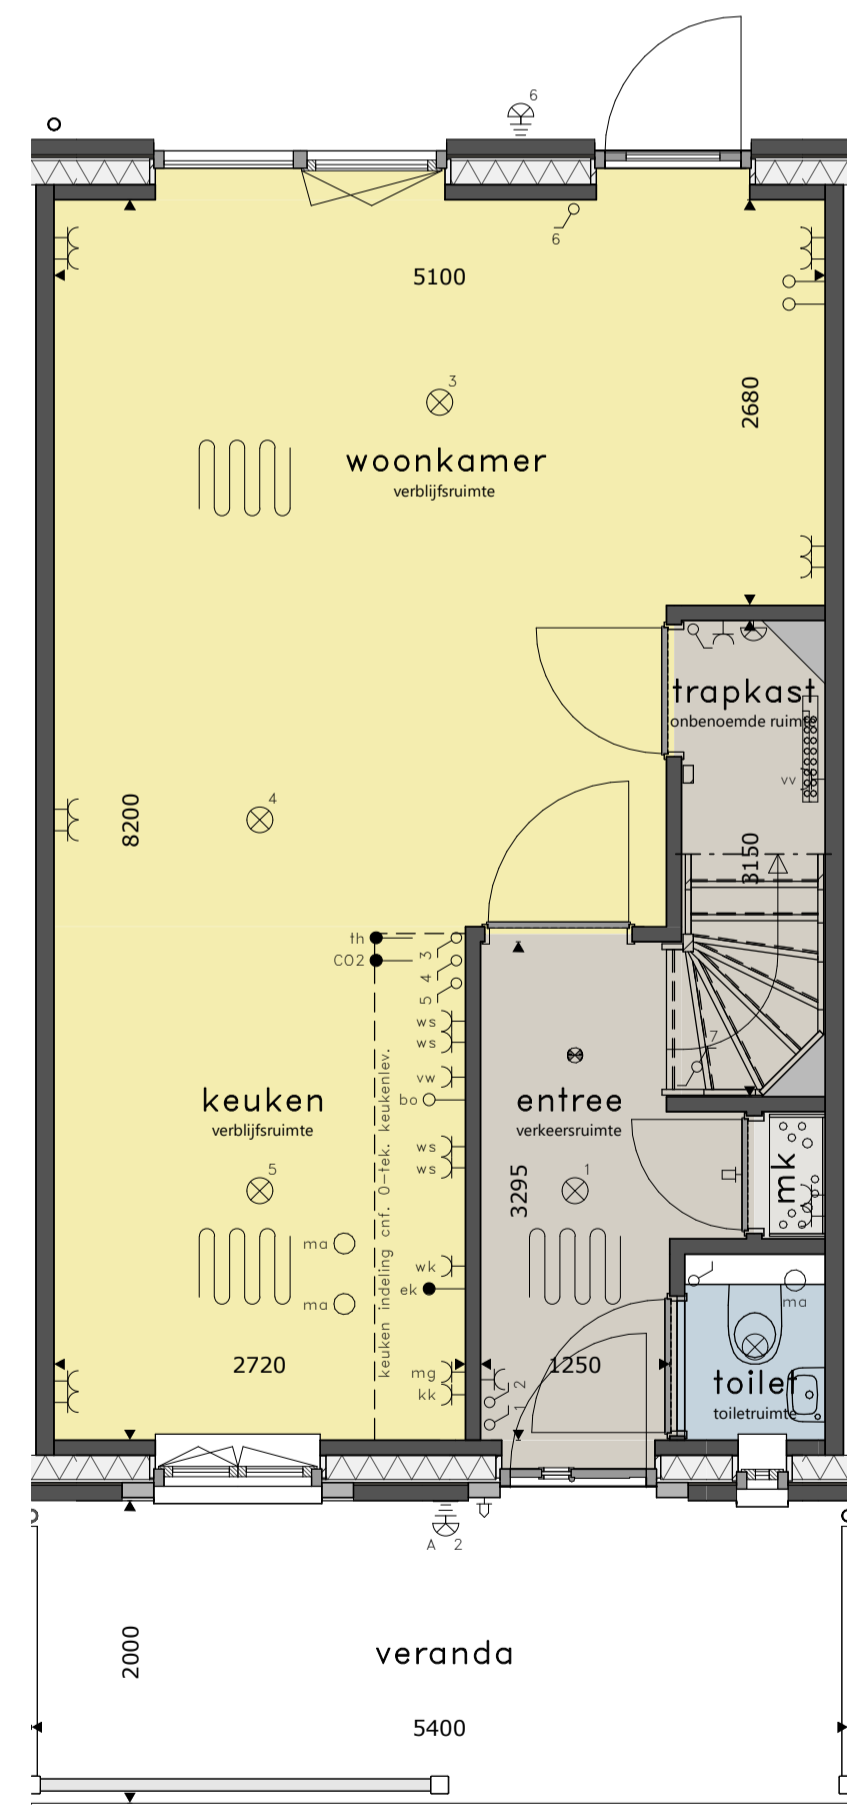 6
6
5100
2680
3
woonkamer
verblijfsruimte
trapkast
onbenoemde ruimte
vv
8200
4
3150
th
CO2
3
4
5
ws
ws
7
vw
bo
keuken
verblijfsruimte
entree
verkeersruimte
mk
ws
ws
3295
5
1
keuken indeling cnf. 0-tek. keukenlev.
ma
ma
wk
ek
ma
2720
1250
mg
kk
2
1
toilet
toiletruimte
A 2
2000
veranda
5400